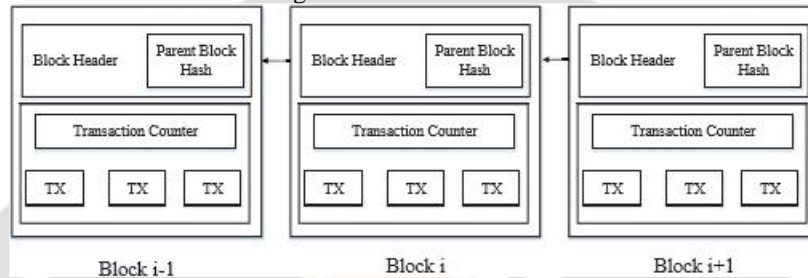 Block Header
Parent Block
Hash
Block Header
Parent Block
Hash
Block Header
Parent Block
Hash
Transaction Counter
Transaction Counter
Transaction Counter
TX TX TX
TX TX TX
TX TX TX
Block i-1
Block i
Block i+1